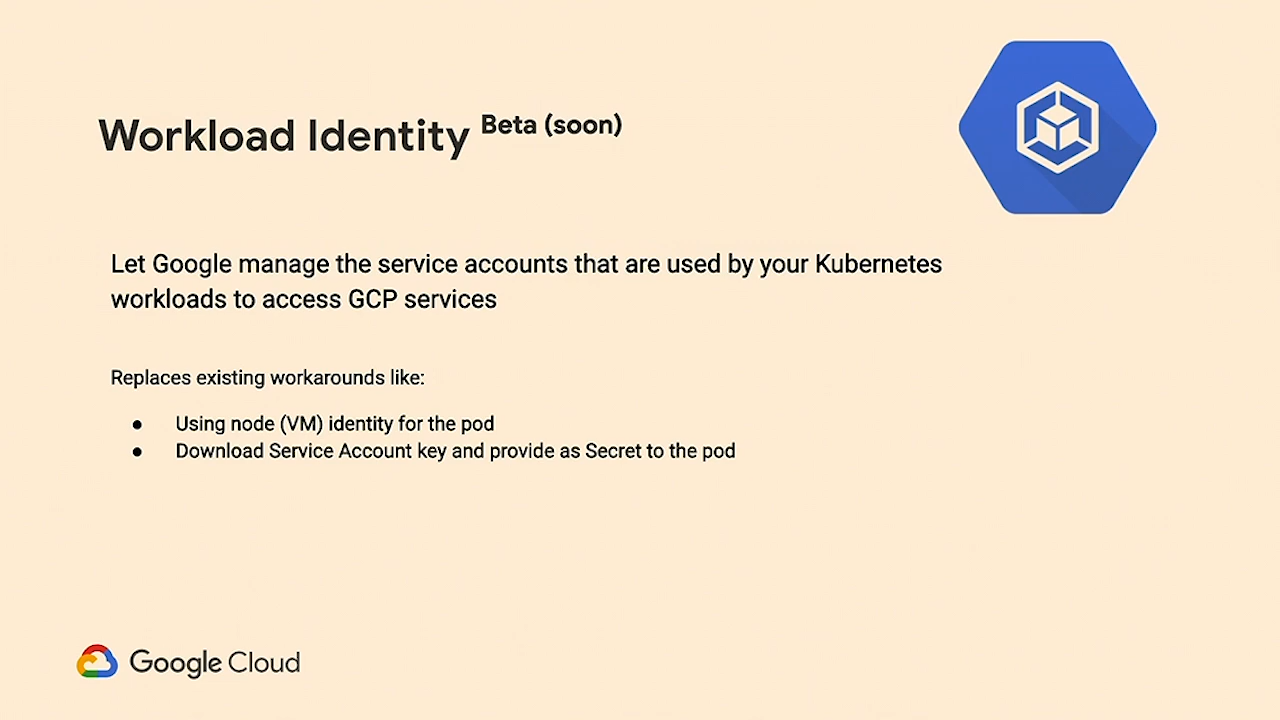 Workload Identity Beta (soon)
Let Google manage the service accounts that are used by your Kubernetes
workloads to access GCP services
Replaces existing workarounds like:
● Using node (VM) identity for the pod
● Download Service Account key and provide as Secret to the pod
Google Cloud